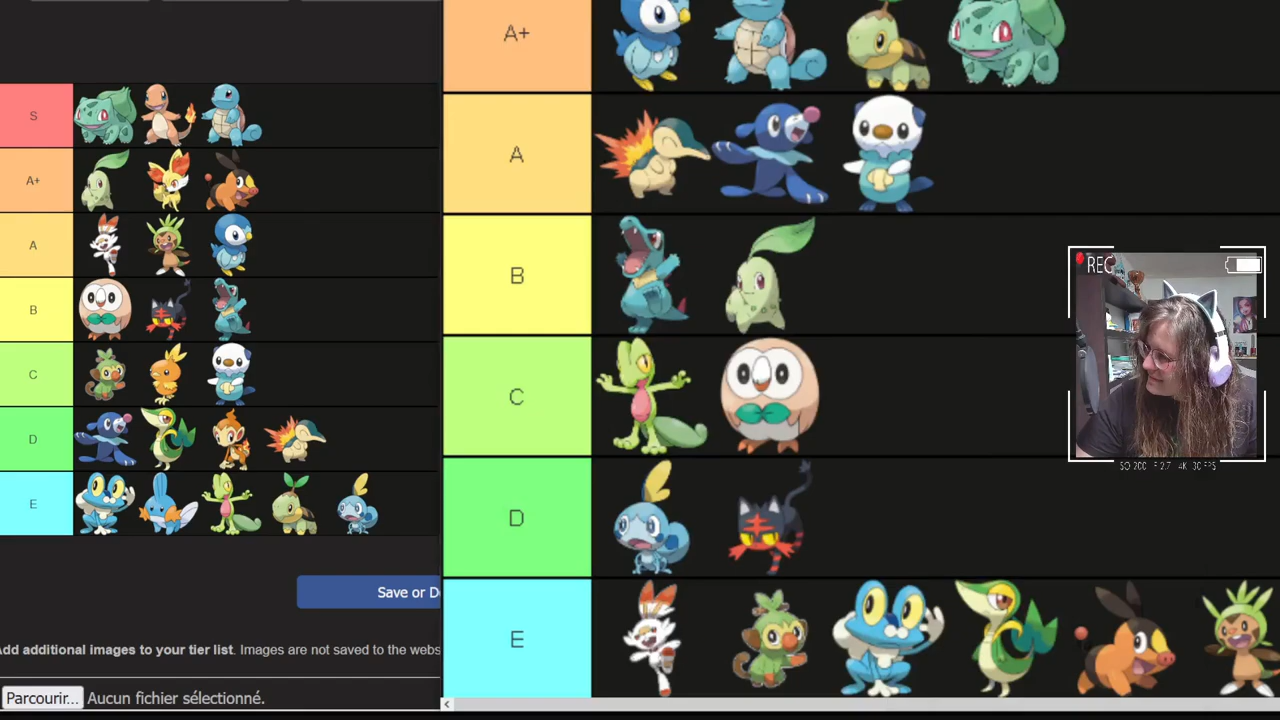 S
A+
A
B
C
D
E
Save or D
Add additional images to your tier list. Images are not saved to the webs
Parcourir... Aucun fichier sélectionné.
A+
A
B
C
D
E
REC